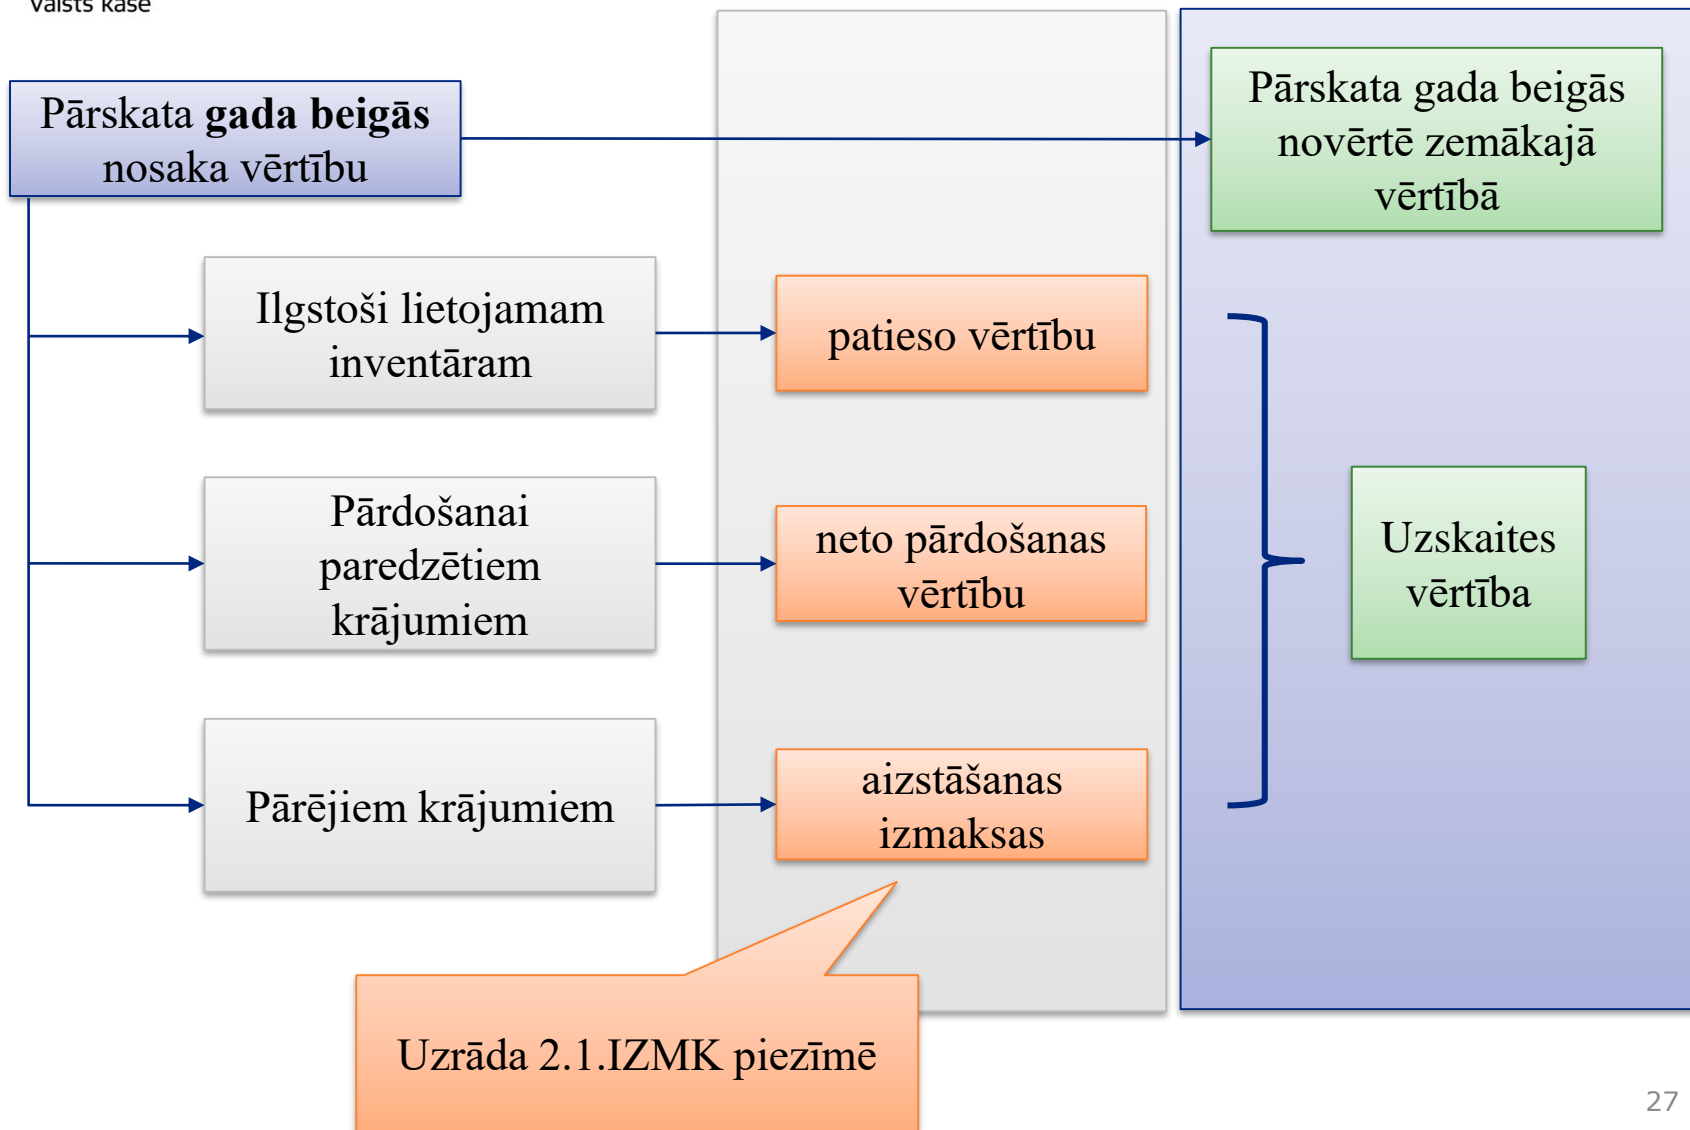 Valsts kase
Pārskata gada beigās
nosaka vērtību
Pārskata gada beigās
novērtē zemākajā
vērtībā
Ilgstoši lietojamam
inventāram
patieso vērtību
Pārdošanai
paredzētiem
krājumiem
neto pārdošanas
vērtību
Uzskaites
vērtība
Pārējiem krājumiem
aizstāšanas
izmaksas
Uzrāda 2.1.IZMK piezīmē
27